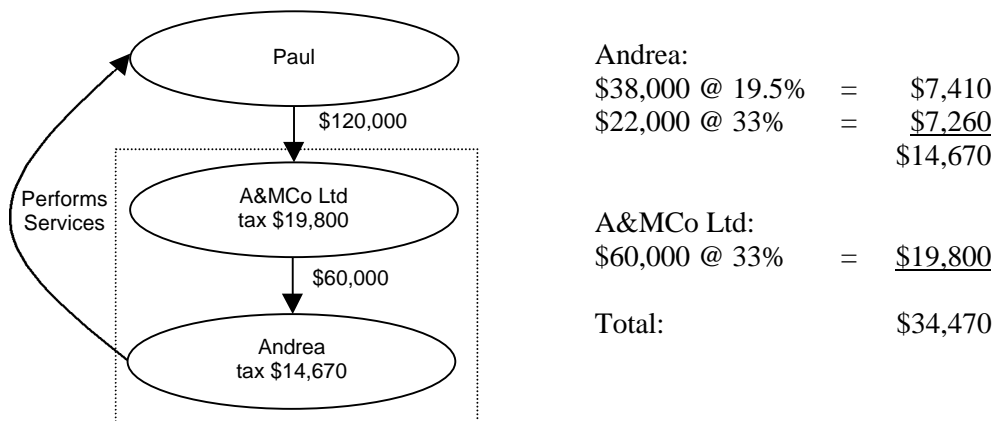 Paul
$120,000
Performs
Services
A&MCo Ltd
tax $19,800
$60,000
Andrea
tax $14,670
Andrea:
$38,000 @ 19.5% = $7,410
$22,000 @ 33% = $7,260
$14,670
A&MCo Ltd:
$60,000 @ 33% = $19,800
Total: $34,470